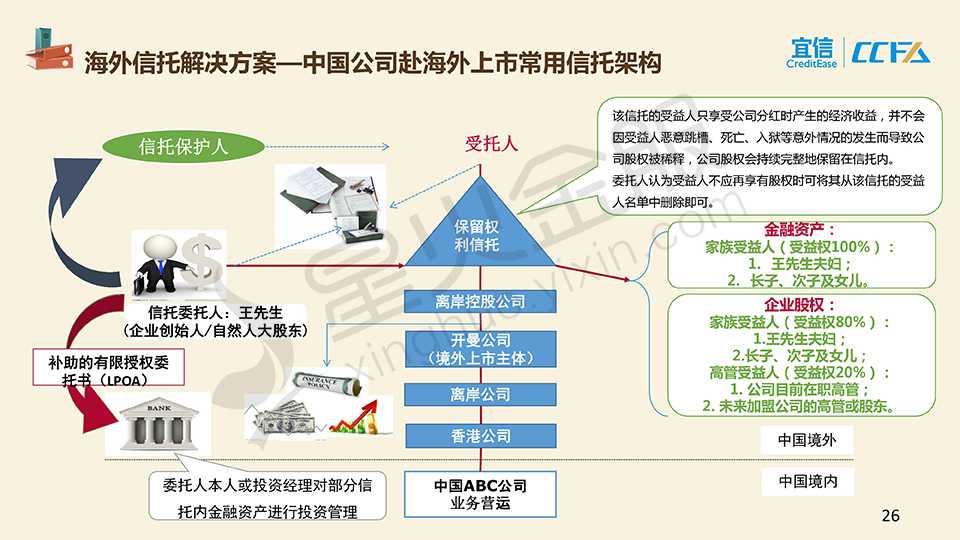 海外信托解决方案—中国公司赴海外上市常用信托架构
宜信
CreditEase
CCFA
信托保护人
受托人
该信托的受益人只享受公司分红时产生的经济收益，并不会
因受益人恶意跳槽、死亡、入狱等意外情况的发生而导致公
司股权被稀释，公司股权会持续完整地保留在信托内。
委托人认为受益人不应再享有股权时可将其从该信托的受益
人名单中删除即可。
保留权
利信托
金融资产：
家族受益人（受益权100%）：
1. 王先生夫妇；
2. 长子、次子及女儿。
信托委托人：王先生
(企业创始人/自然人大股东)
离岸控股公司
企业股权：
家族受益人（受益权80%）：
1.王先生夫妇；
2.长子、次子及女儿；
高管受益人（受益权20%）：
1. 公司目前在职高管；
2. 未来加盟公司的高管或股东。
开曼公司
（境外上市主体）
补助的有限授权委
托书（LPOA）
INSURANCE
POLICY
离岸公司
BANK
香港公司
中国境外
中国境内
委托人本人或投资经理对部分信
托内金融资产进行投资管理
中国ABC公司
业务营运
星火金服
xinghuo.yixin.com
26